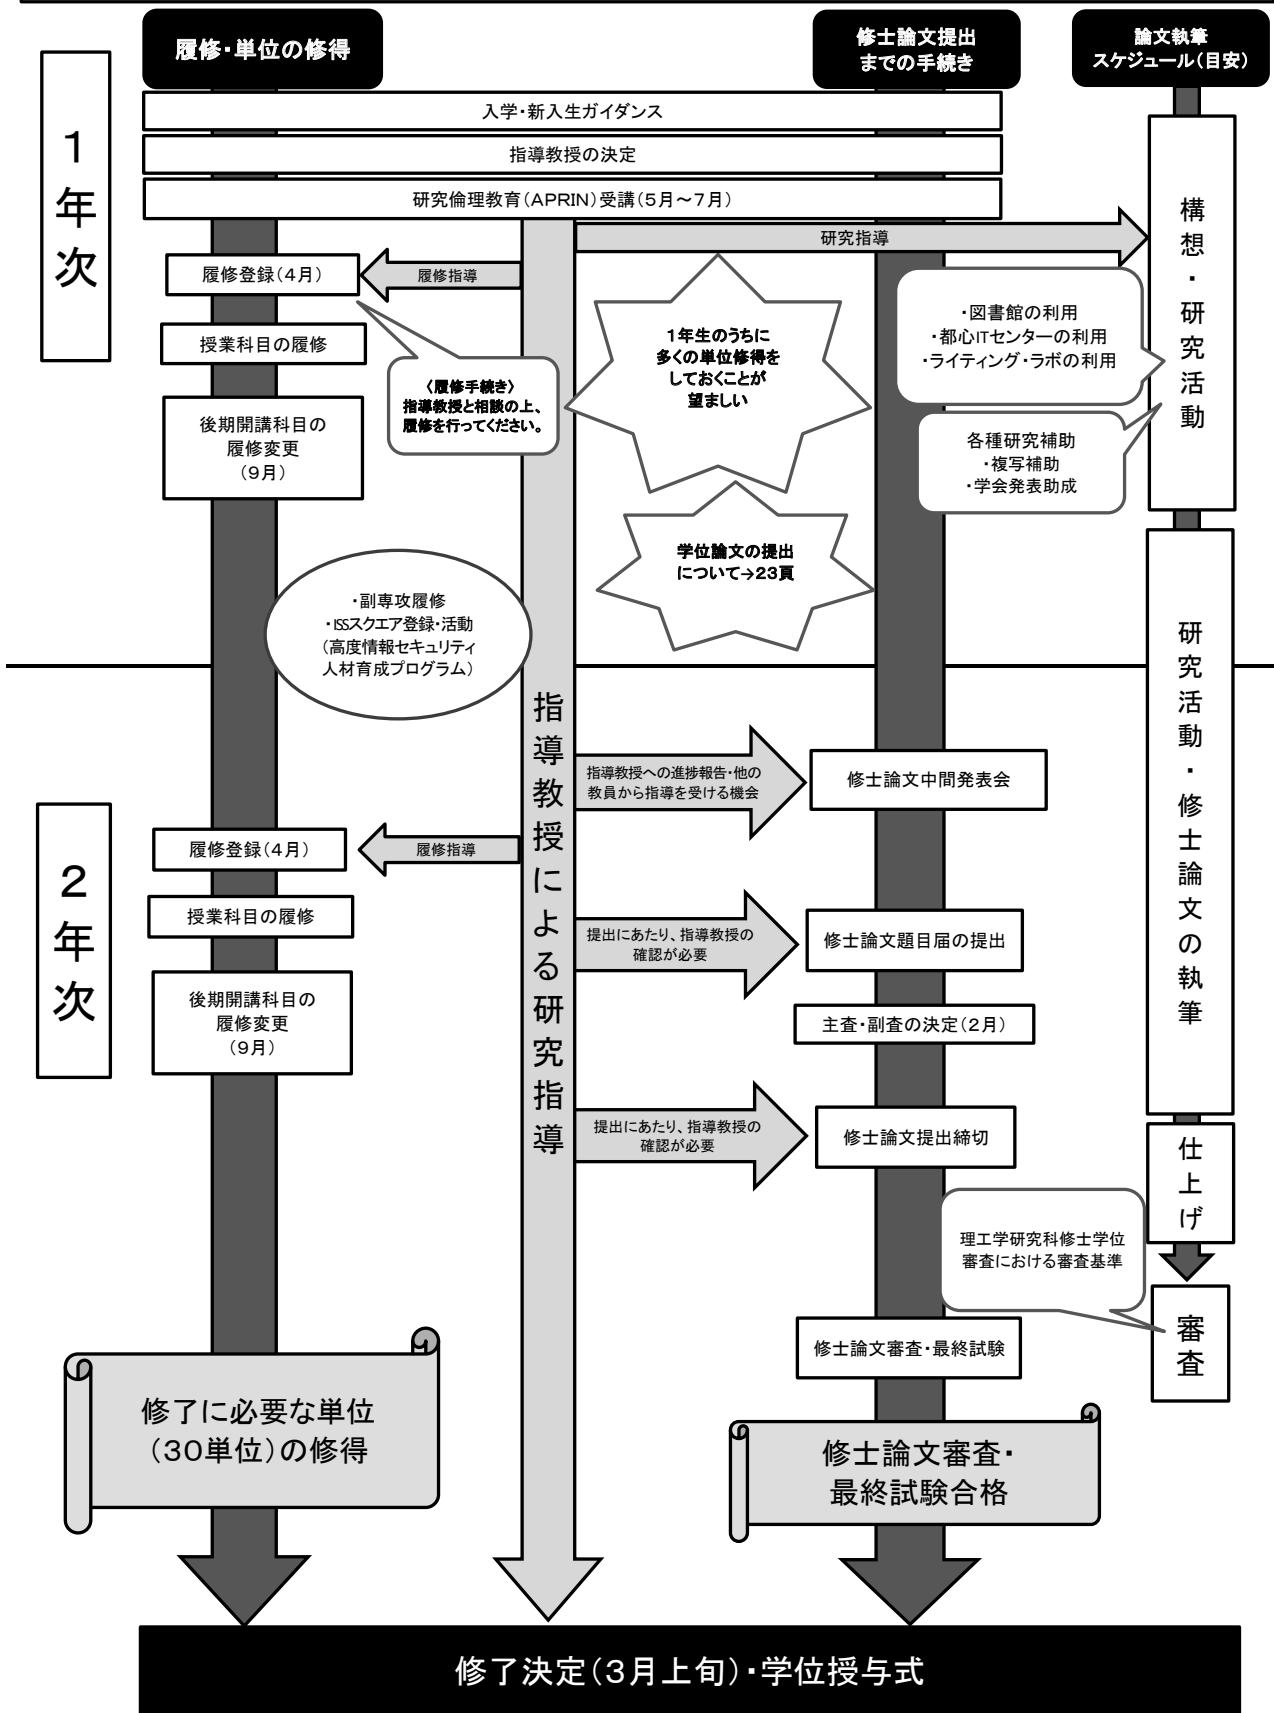 履修・単位の修得
修士論文提出
までの手続き
論文執筆
スケジュール(目安)
1年次
入学・新入生ガイダンス
指導教授の決定
研究倫理教育(APRIN)受講(5月~7月)
研究指導
履修登録(4月)
履修指導
授業科目の履修
後期開講科目の
履修変更
(9月)
〈履修手続き〉
指導教授と相談の上、
履修を行ってください。
1年生のうちに
多くの単位修得を
しておくことが
望ましい
・図書館の利用
・都心ITセンターの利用
・ライティング・ラボの利用
各種研究補助
・複写補助
・学会発表助成
構想・研究活動
学位論文の提出
について→23頁
・副専攻履修
・ISSスクエア登録・活動
(高度情報セキュリティ
人材育成プログラム)
指導教授による研究指導
研究活動・修士論文の執筆
2年次
指導教授への進捗報告・他の
教員から指導を受ける機会
修士論文中間発表会
履修登録(4月)
履修指導
授業科目の履修
後期開講科目の
履修変更
(9月)
提出にあたり、指導教授の
確認が必要
修士論文題目届の提出
主査・副査の決定(2月)
提出にあたり、指導教授の
確認が必要
修士論文提出締切
仕上げ
理工学研究科修士学位
審査における審査基準
審査
修士論文審査・最終試験
修了に必要な単位
(30単位)の修得
修士論文審査・
最終試験合格
修了決定(3月上旬)・学位授与式